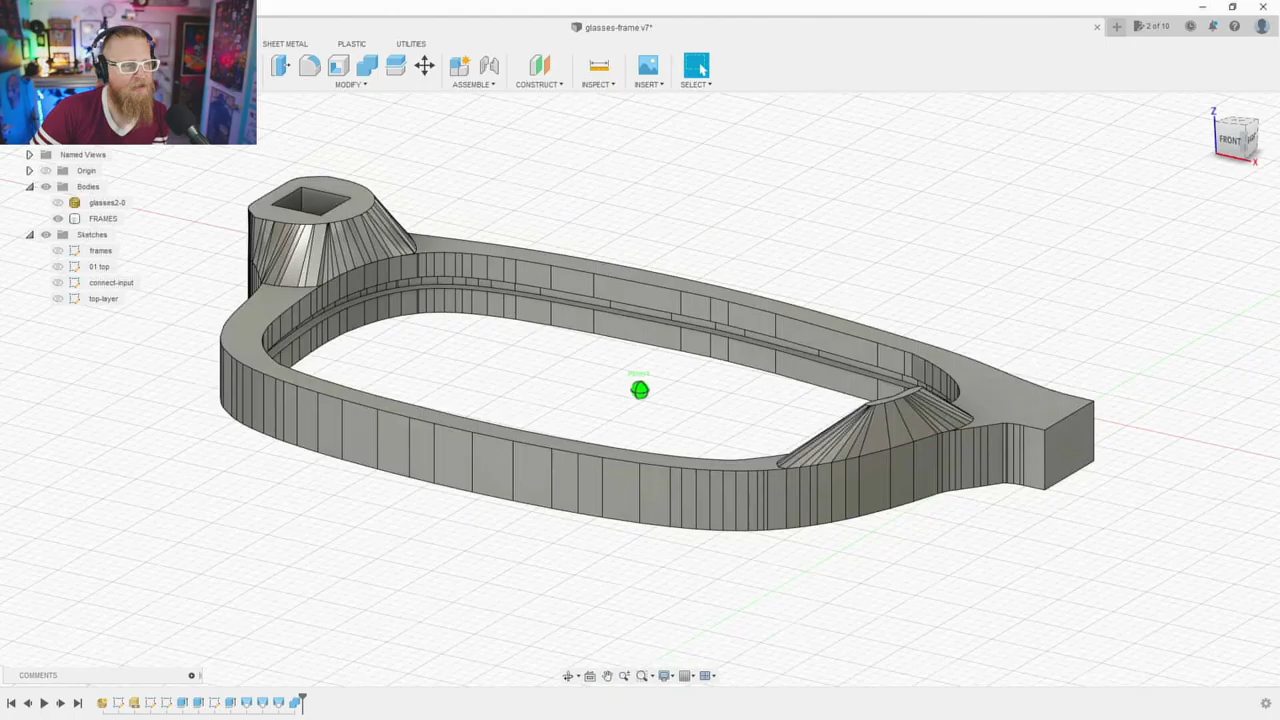 glasses-frame v7*
2 of 10
SHEET METAL
PLASTIC
UTILITIES
MODIFY
ASSEMBLE
CONSTRUCT
INSPECT
INSERT
SELECT
Z
FRONT
X
Named Views
Origin
Bodies
glasses2-0
FRAMES
Sketches
frames
01 top
connect-input
top-layer
COMMENTS